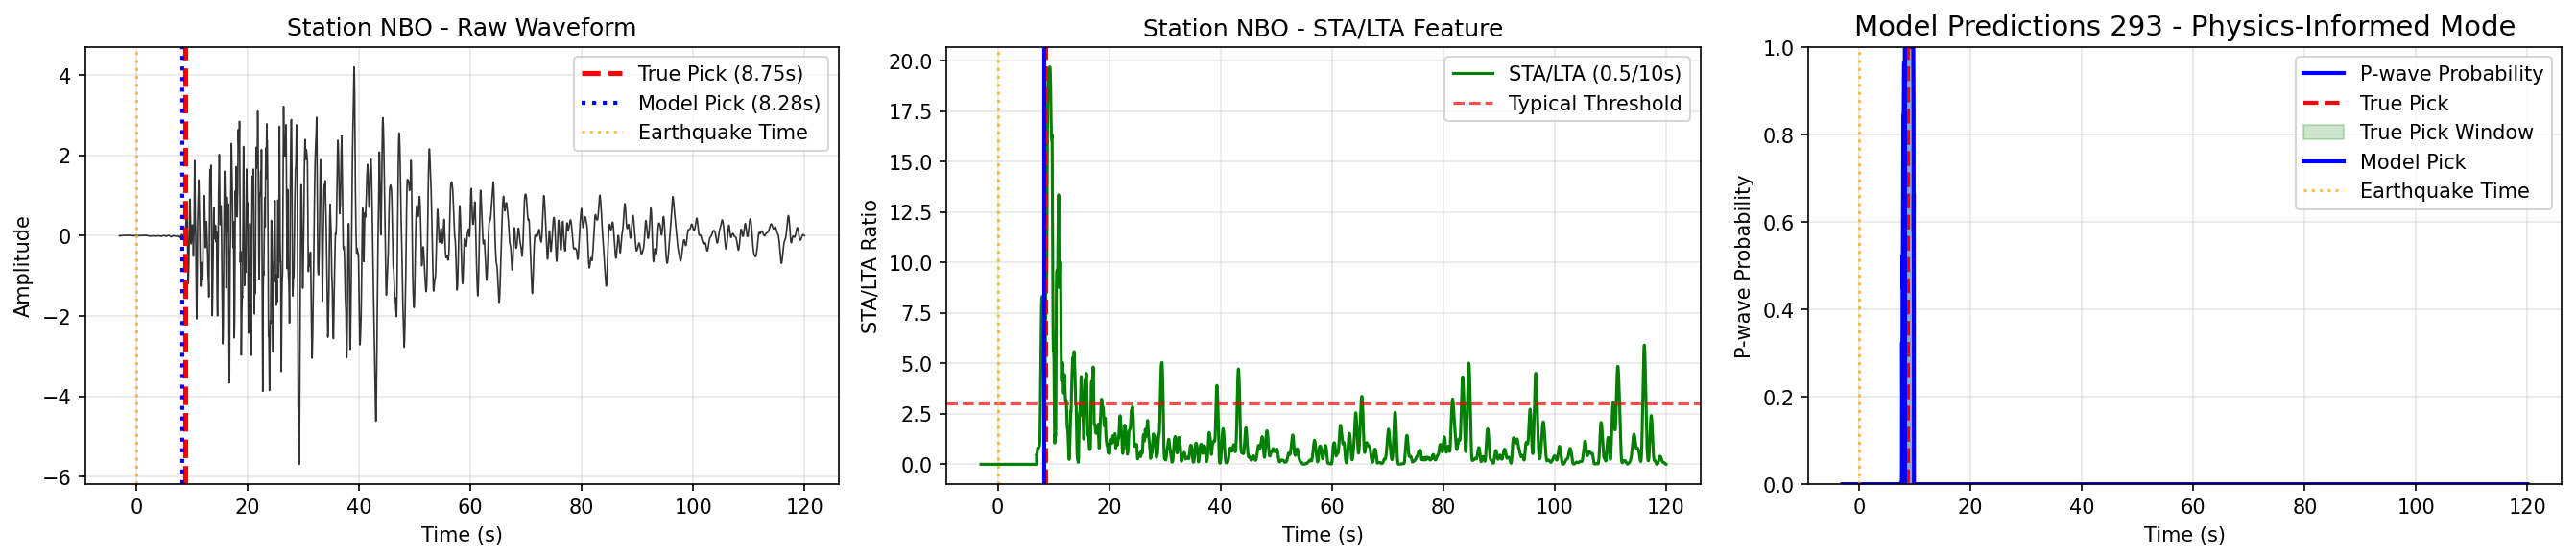 Station NBO - Raw Waveform
Amplitude
4
2
0
−2
−4
−6
True Pick (8.75s)
Model Pick (8.28s)
Earthquake Time
0
20
40
60
80
100
120
Time (s)
Station NBO - STA/LTA Feature
STA/LTA Ratio
20.0
17.5
15.0
12.5
10.0
7.5
5.0
2.5
0.0
STA/LTA (0.5/10s)
Typical Threshold
0
20
40
60
80
100
120
Time (s)
Model Predictions 293 - Physics-Informed Mode
P-wave Probability
1.0
0.8
0.6
0.4
0.2
0.0
P-wave Probability
True Pick
True Pick Window
Model Pick
Earthquake Time
0
20
40
60
80
100
120
Time (s)